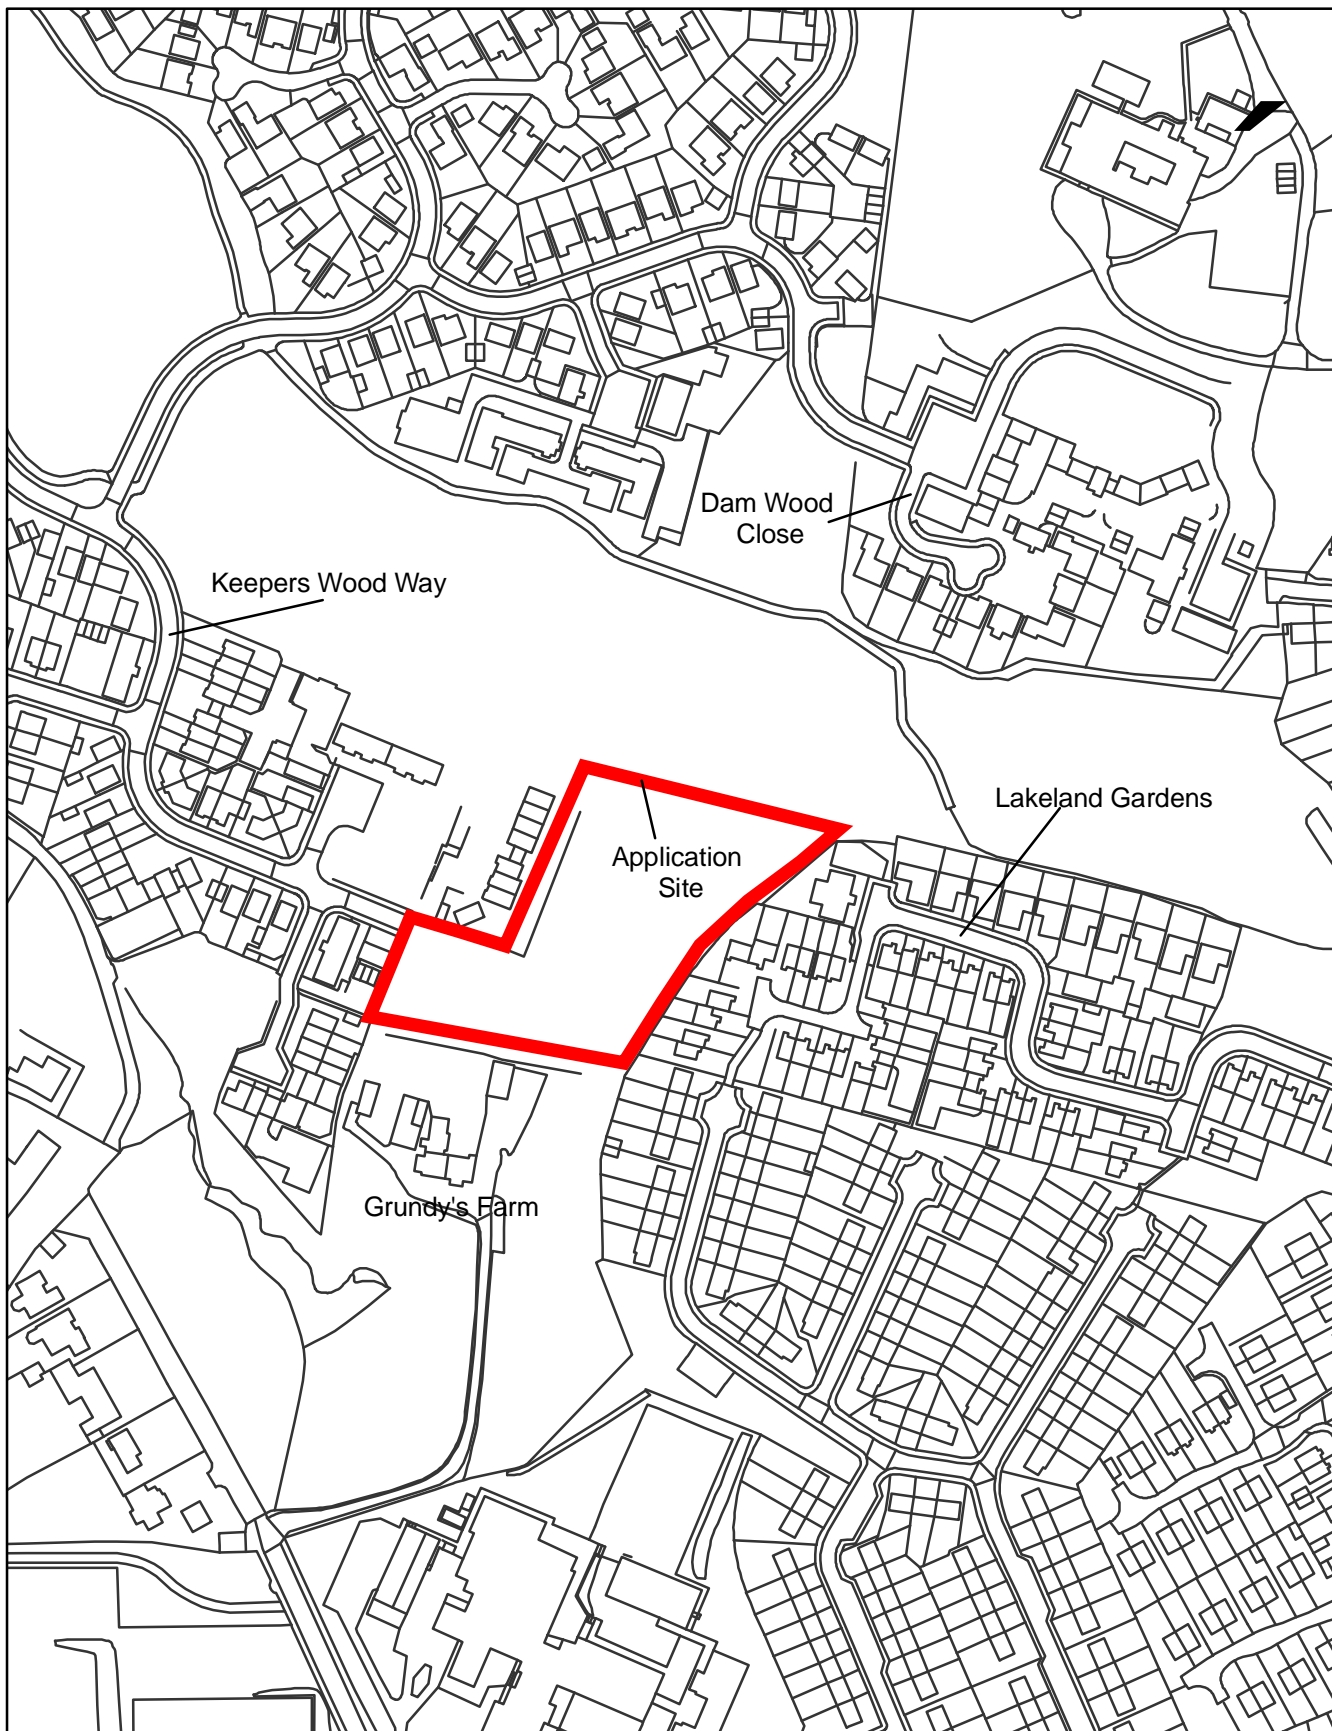 Dam Wood
Close
Keepers Wood Way
Lakeland Gardens
Application
Site
Grundy's Farm